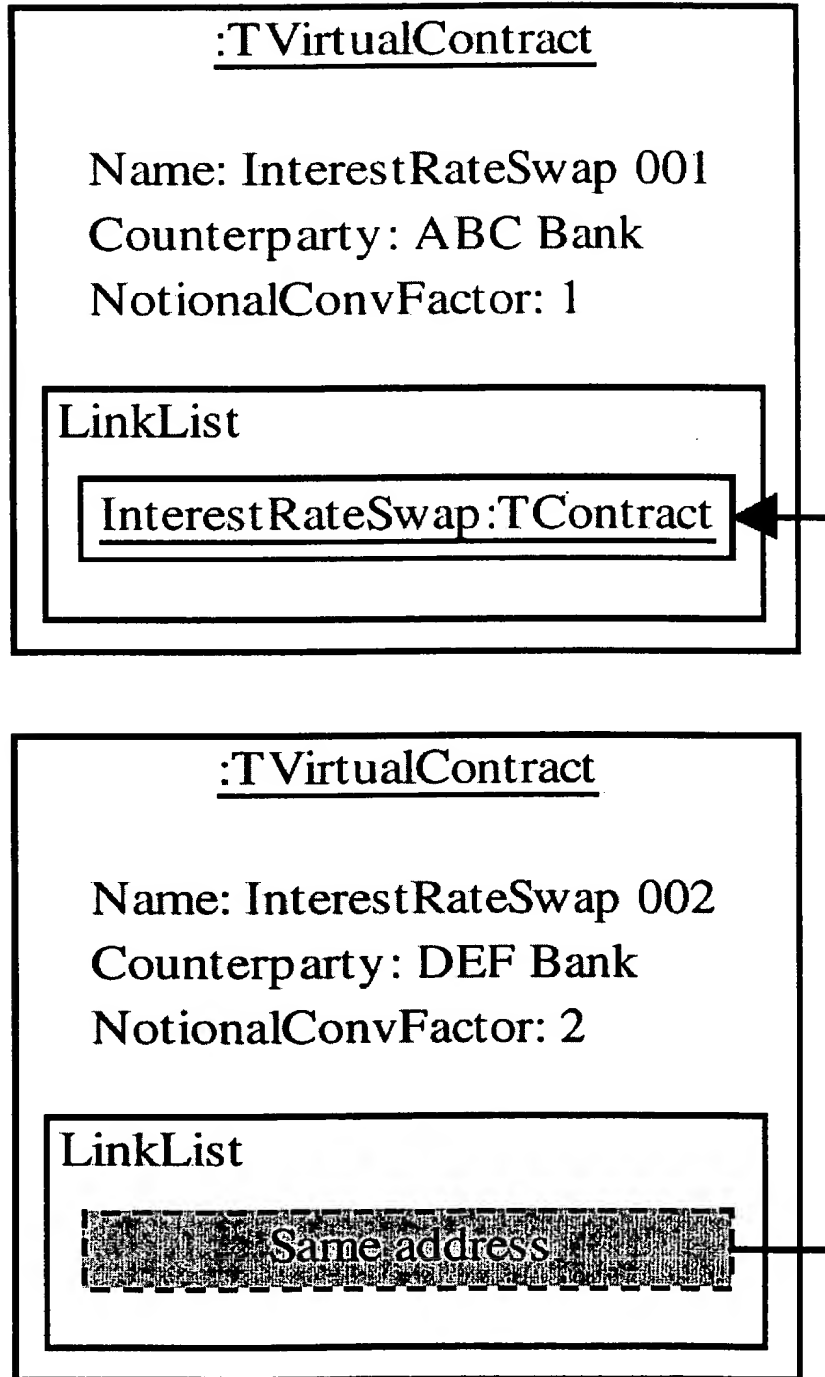 :TVirtualContract
Name: InterestRateSwap 001
Counterparty: ABC Bank
NotionalConvFactor: 1
LinkList
InterestRateSwap:TContract
:TVirtualContract
Name: InterestRateSwap 002
Counterparty: DEF Bank
NotionalConvFactor: 2
LinkList
Same address